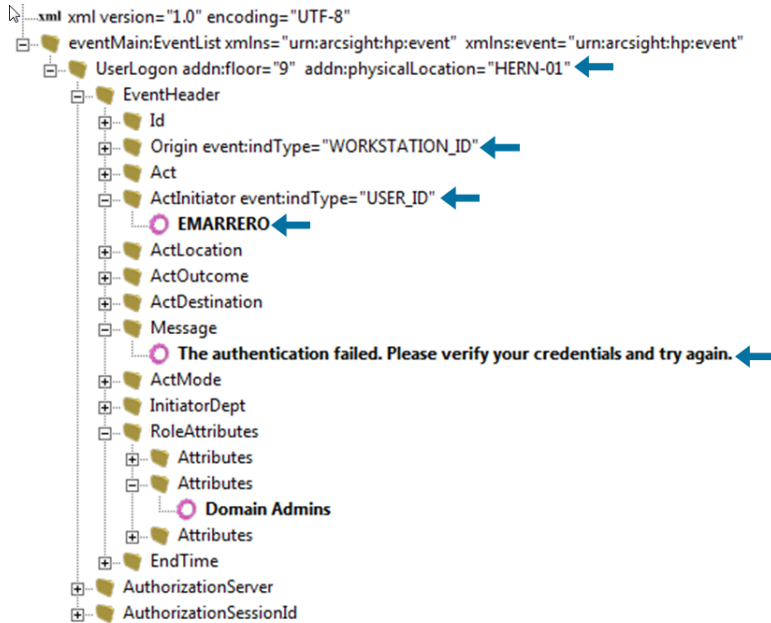 xml xml version="1.0" encoding="UTF-8"
eventMain:EventList xmlns="urn:arcsight:hp:event" xmlns:event="urn:arcsight:hp:event"
UserLogon addn:floor="9" addn:physicalLocation="HERN-01"
EventHeader
Id
Origin event:indType="WORKSTATION_ID"
Act
ActInitiator event:indType="USER_ID"
EMARRERO
ActLocation
ActOutcome
ActDestination
Message
The authentication failed. Please verify your credentials and try again.
ActMode
InitiatorDept
RoleAttributes
Attributes
Attributes
Domain Admins
Attributes
EndTime
AuthorizationServer
AuthorizationSessionId